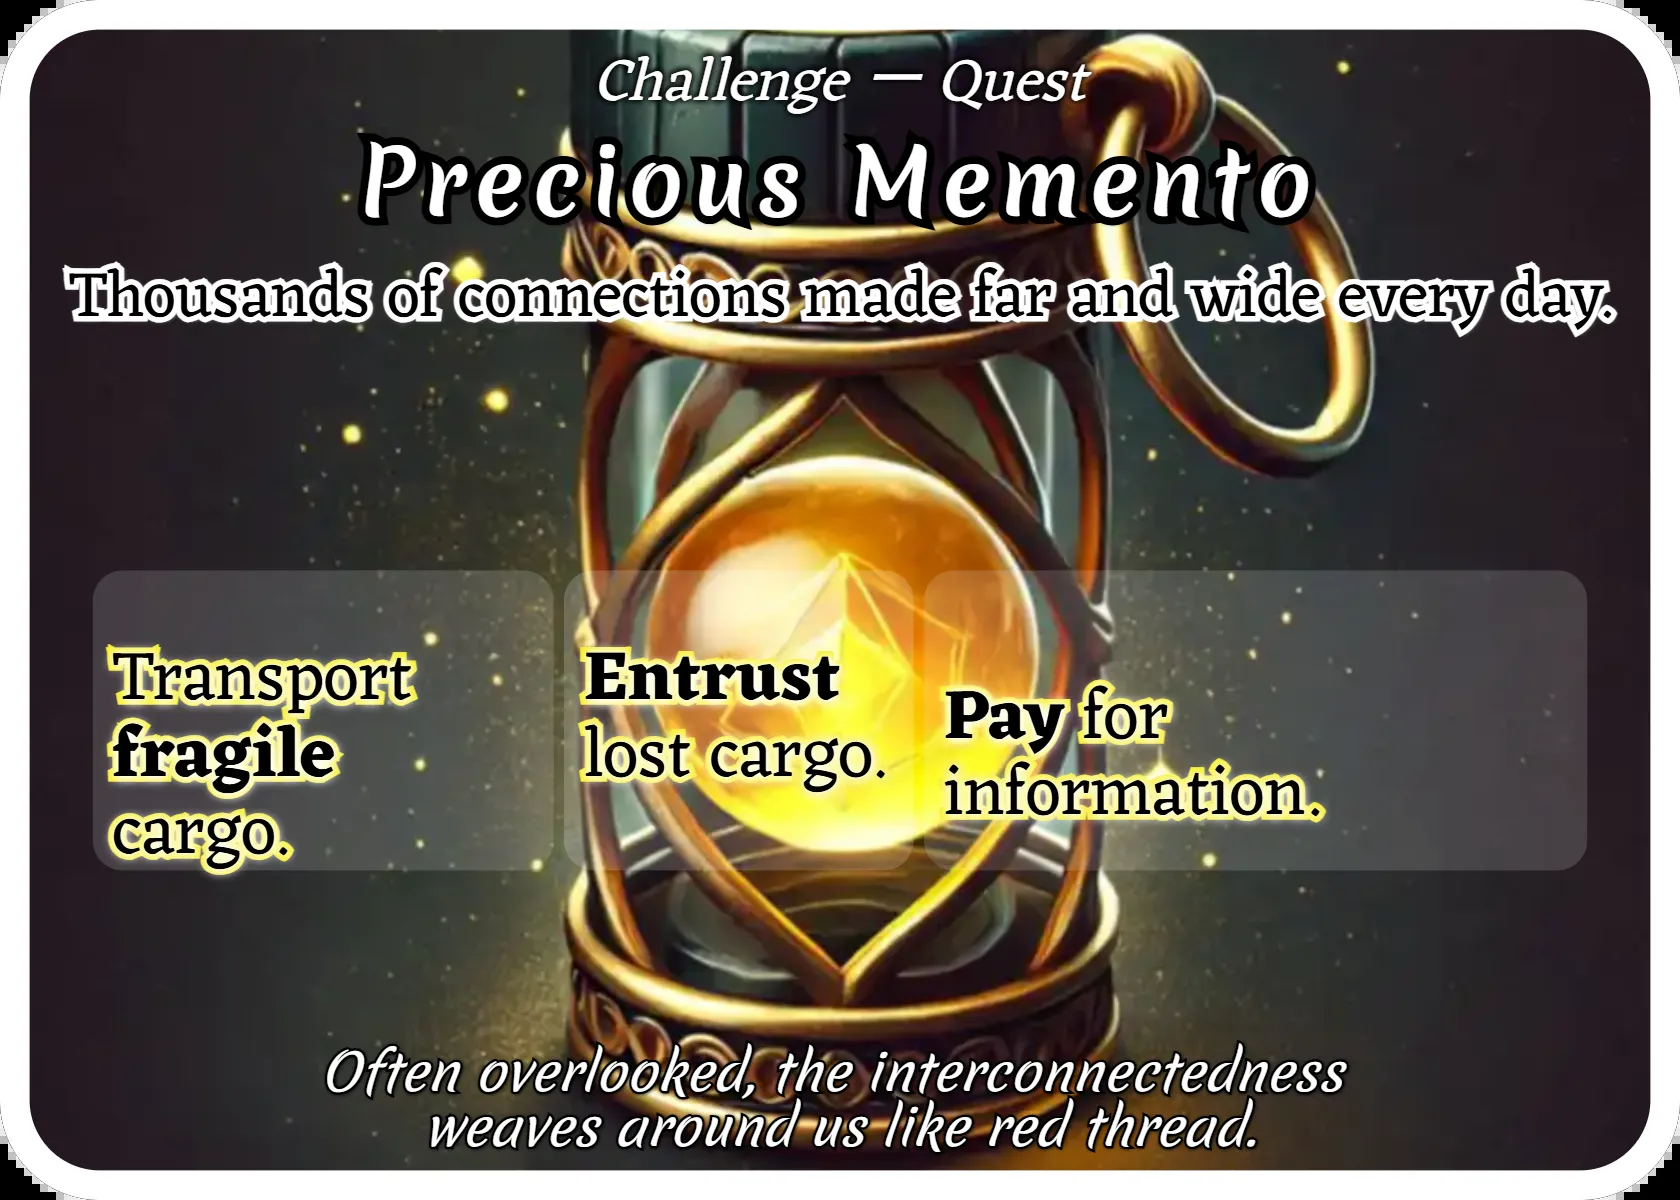 Challenge — Quest
Precious Memento
Thousands of connections made far and wide every day.
Transport
fragile
cargo.
Entrust
lost cargo.
Pay for
information.
Often overlooked, the interconnectedness
weaves around us like red thread.